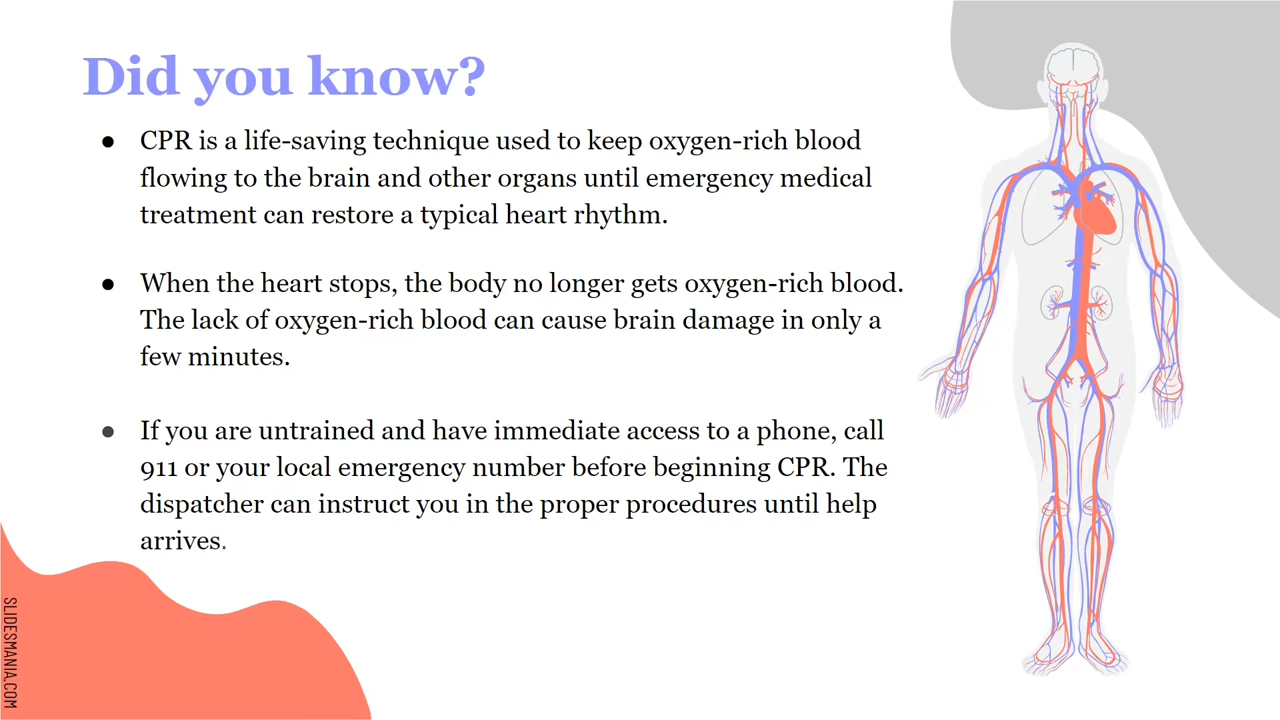 Did you know?
● CPR is a life-saving technique used to keep oxygen-rich blood
flowing to the brain and other organs until emergency medical
treatment can restore a typical heart rhythm.
● When the heart stops, the body no longer gets oxygen-rich blood.
The lack of oxygen-rich blood can cause brain damage in only a
few minutes.
● If you are untrained and have immediate access to a phone, call
911 or your local emergency number before beginning CPR. The
dispatcher can instruct you in the proper procedures until help
arrives.
SLIDESMANIA.COM